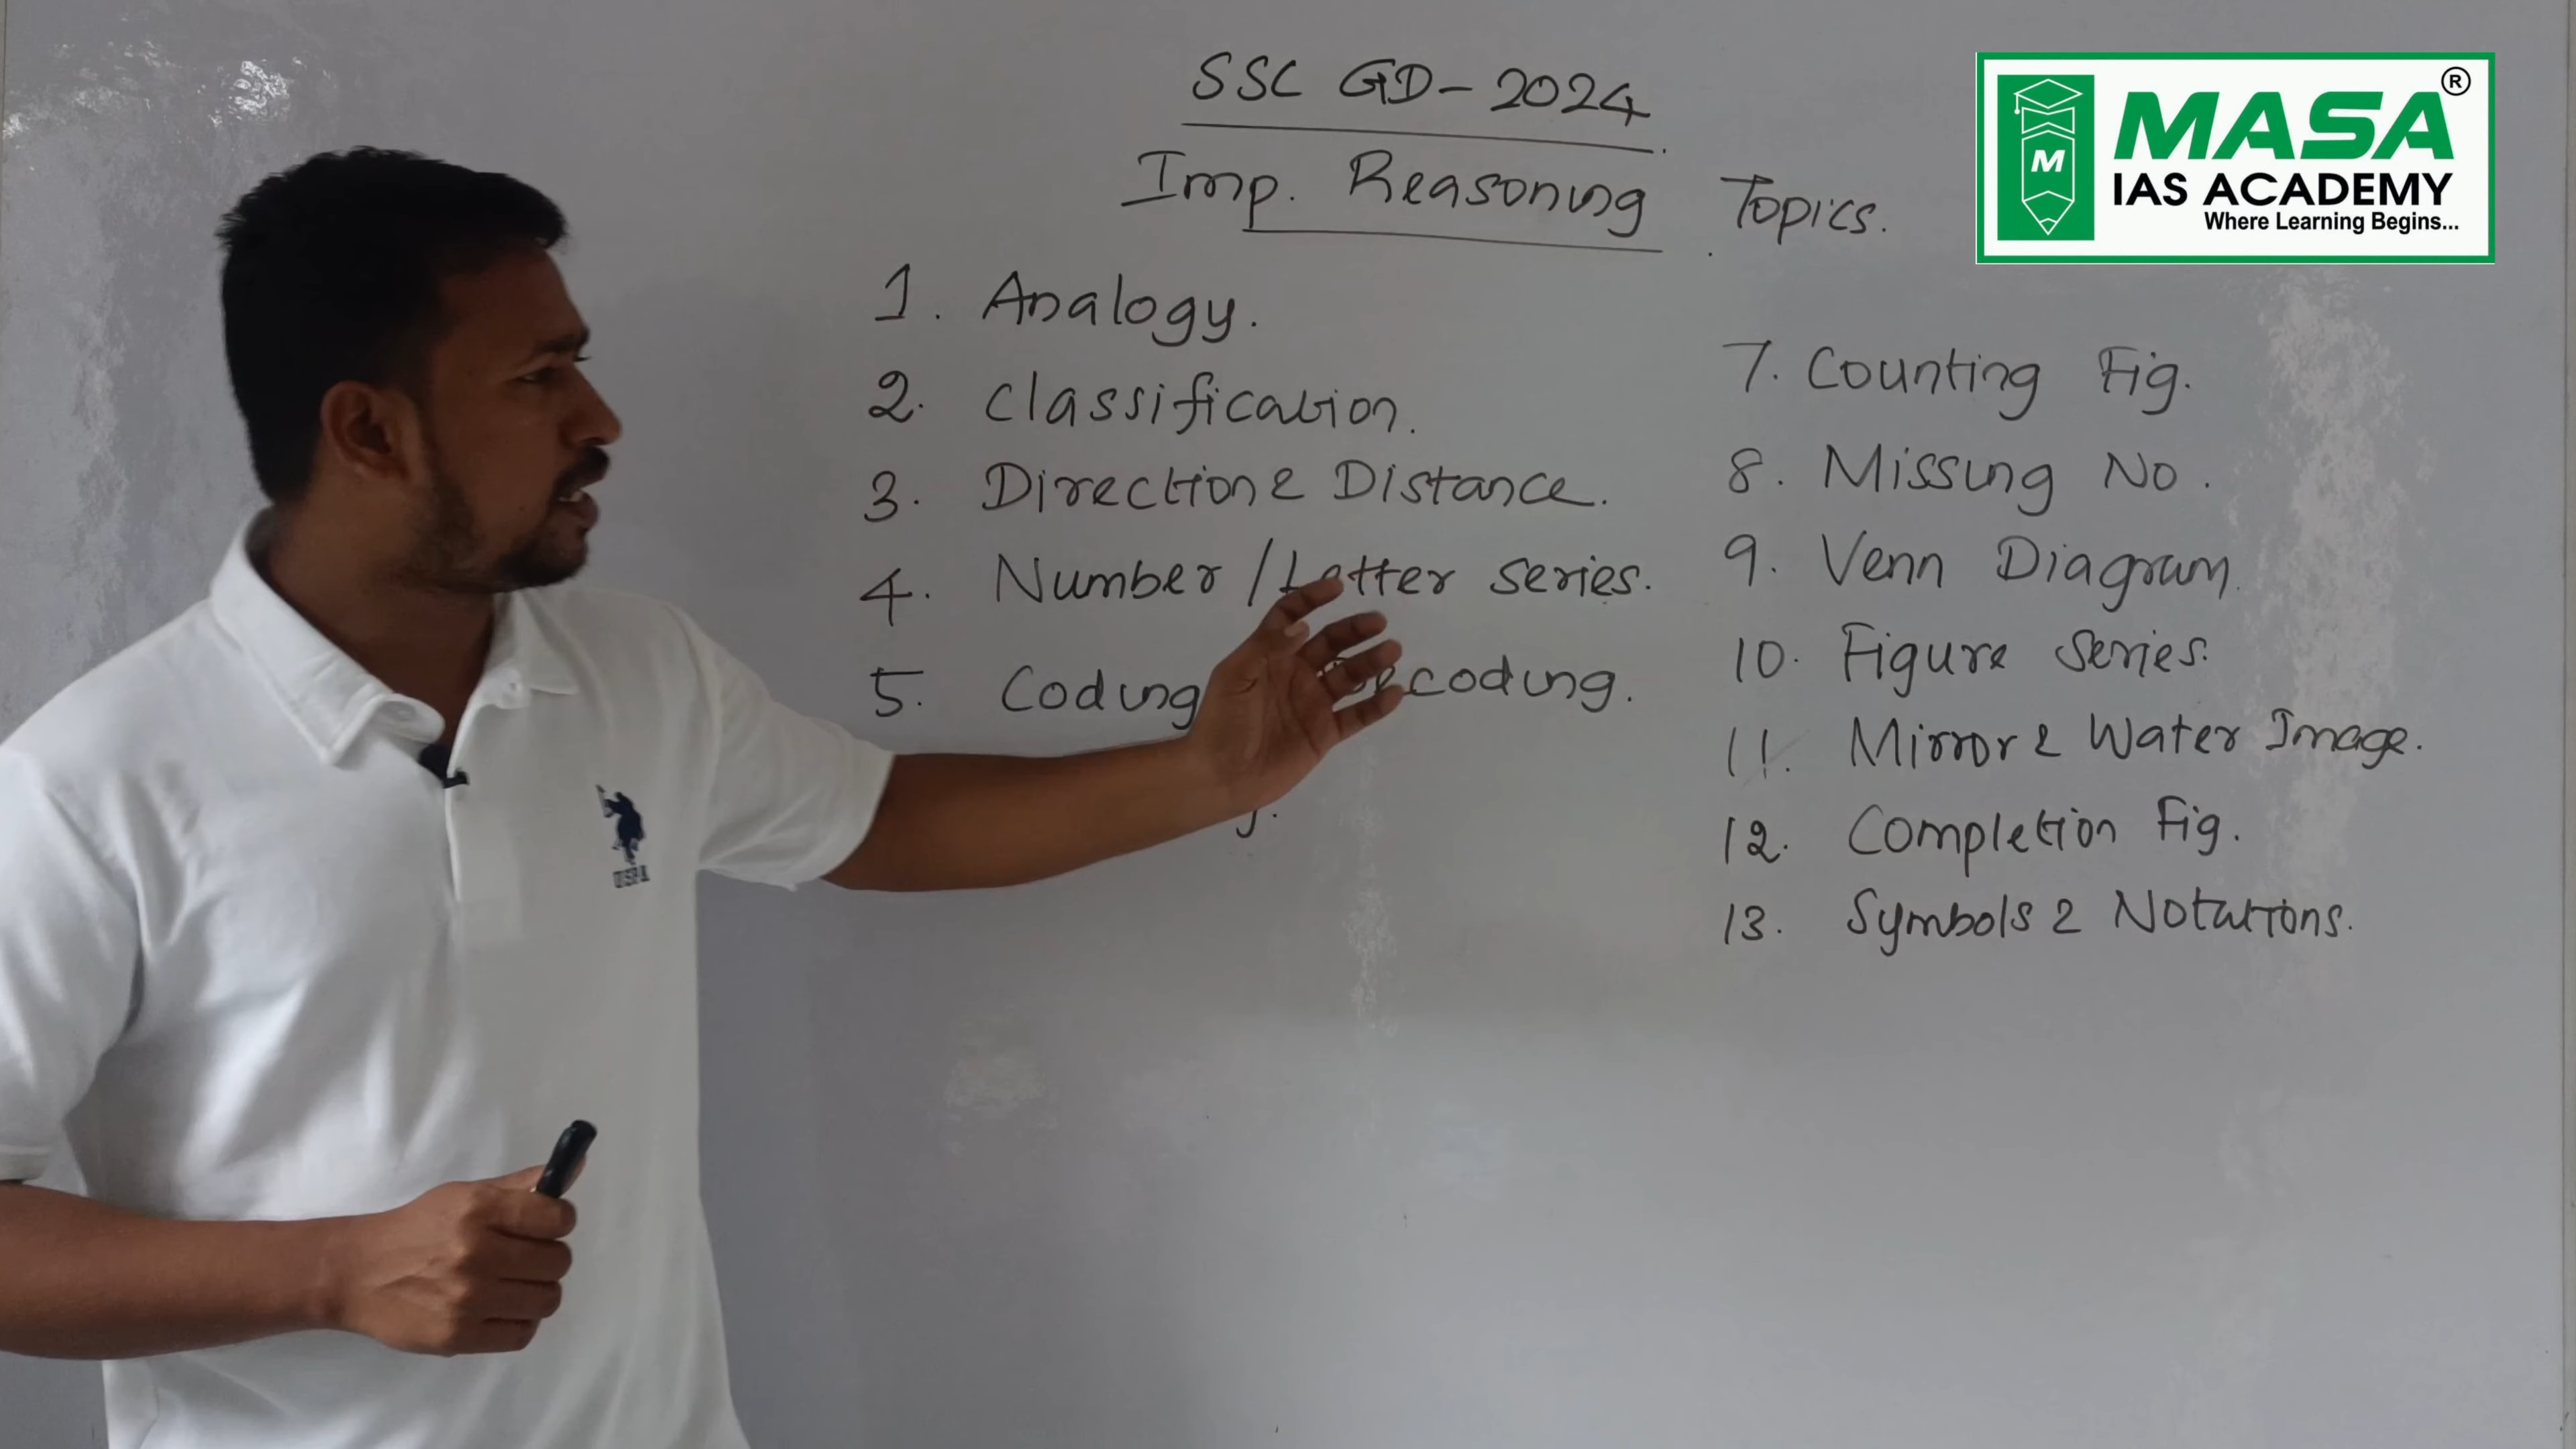 SSC GD - 2024
Imp. Reasoning Topics.
1. Analogy.
2. Classification.
3. Direction & Distance.
4. Number / Letter series.
5. Coding Decoding.
7. Counting Fig.
8. Missing No.
9. Venn Diagram.
10. Figure Series.
11. Mirror & Water Image.
12. Completion Fig.
13. Symbols & Notations.
MASA ®
IAS ACADEMY
Where Learning Begins...
M
USPA